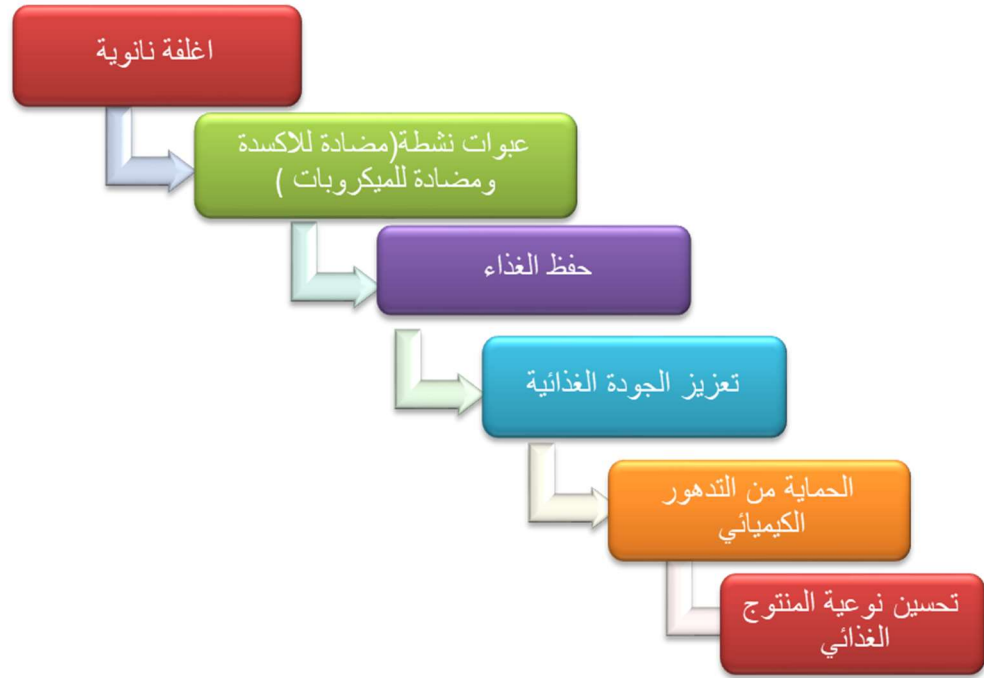 اغلفة نانوية
عبوات نشطة(مضادة للاكسدة
ومضادة للميكروبات )
حفظ الغذاء
تعزيز الجودة الغذائية
الحماية من التدهور
الكيميائي
تحسين نوعية المنتوج
الغذائي